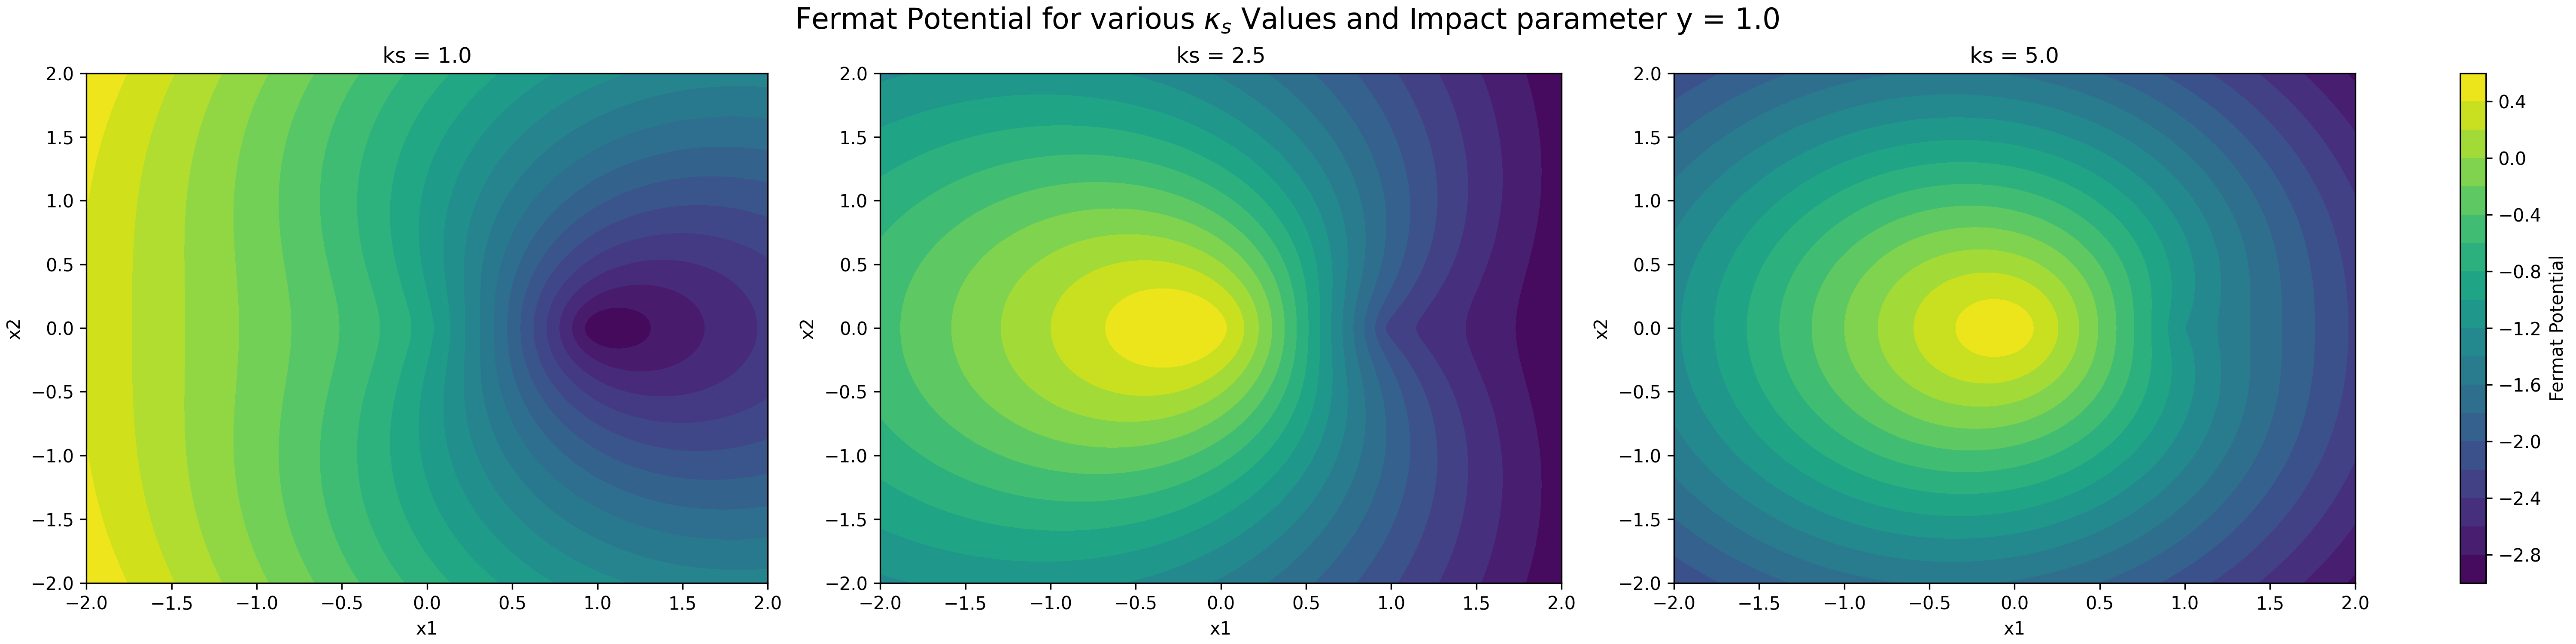 Fermat Potential for various κₛ Values and Impact parameter y = 1.0
ks = 1.0
2.0
1.5
1.0
0.5
0.0
−0.5
−1.0
−1.5
−2.0
x2
−2.0 −1.5 −1.0 −0.5 0.0 0.5 1.0 1.5 2.0
x1
ks = 2.5
2.0
1.5
1.0
0.5
0.0
−0.5
−1.0
−1.5
−2.0
x2
−2.0 −1.5 −1.0 −0.5 0.0 0.5 1.0 1.5 2.0
x1
ks = 5.0
2.0
1.5
1.0
0.5
0.0
−0.5
−1.0
−1.5
−2.0
x2
−2.0 −1.5 −1.0 −0.5 0.0 0.5 1.0 1.5 2.0
x1
0.4
0.0
−0.4
−0.8
−1.2
−1.6
−2.0
−2.4
−2.8
Fermat Potential